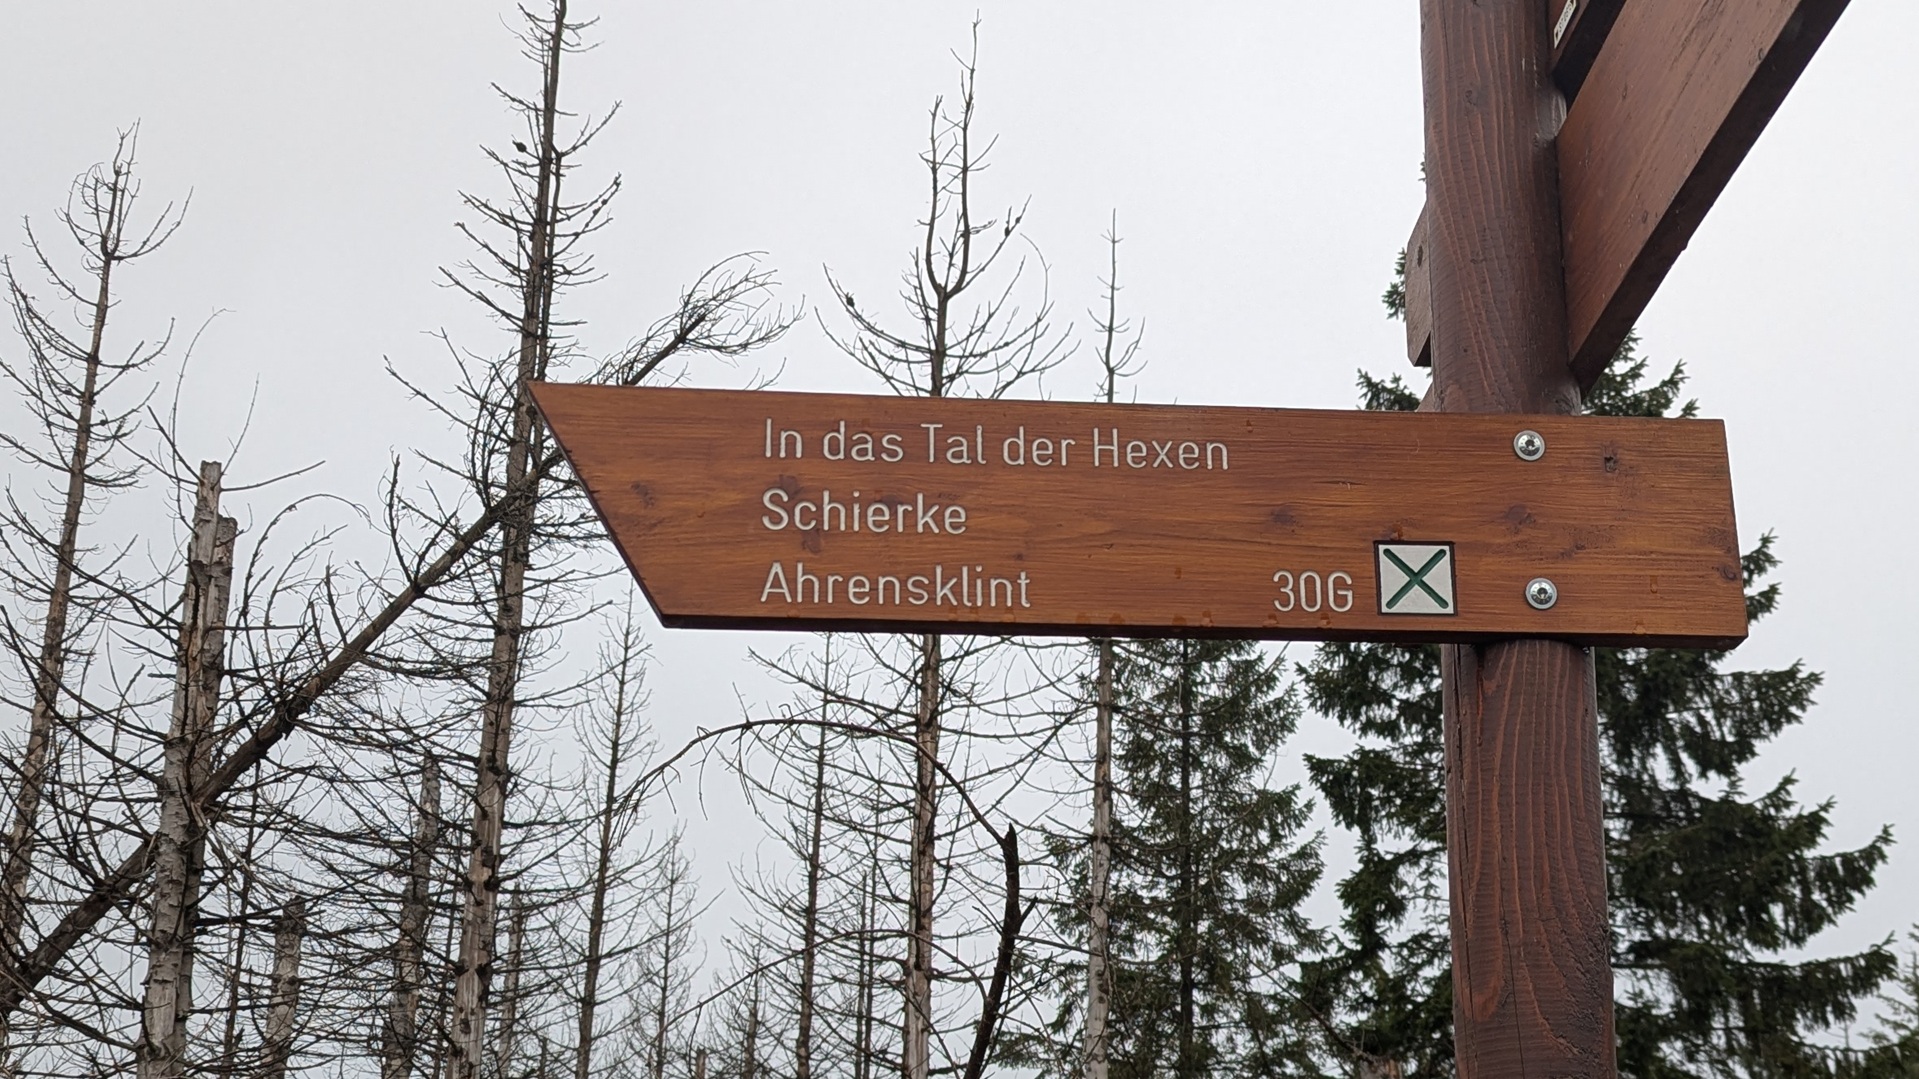 In das Tal der Hexen
Schierke
Ahrensklint 30G